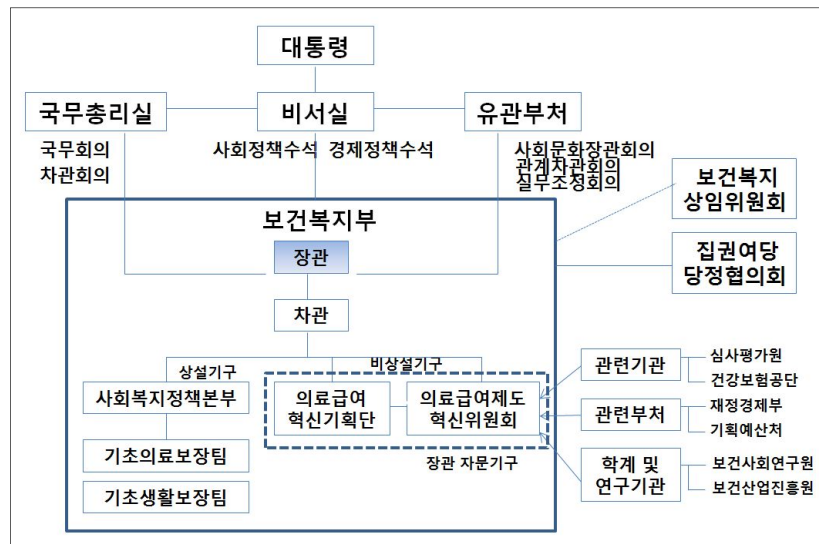 대통령
국무총리실
비서실
유관부처
국무회의
차관회의
사회정책수석 경제정책수석
사회문화장관회의
관계차관회의
실무조정회의
보건복지
상임위원회
집권여당
당정협의회
보건복지부
장관
차관
상설기구
비상설기구
사회복지정책본부
의료급여
혁신기획단
의료급여제도
혁신위원회
기초의료보장팀
기초생활보장팀
장관 자문기구
관련기관
심사평가원
건강보험공단
관련부처
재정경제부
기획예산처
학계 및
연구기관
보건사회연구원
보건산업진흥원